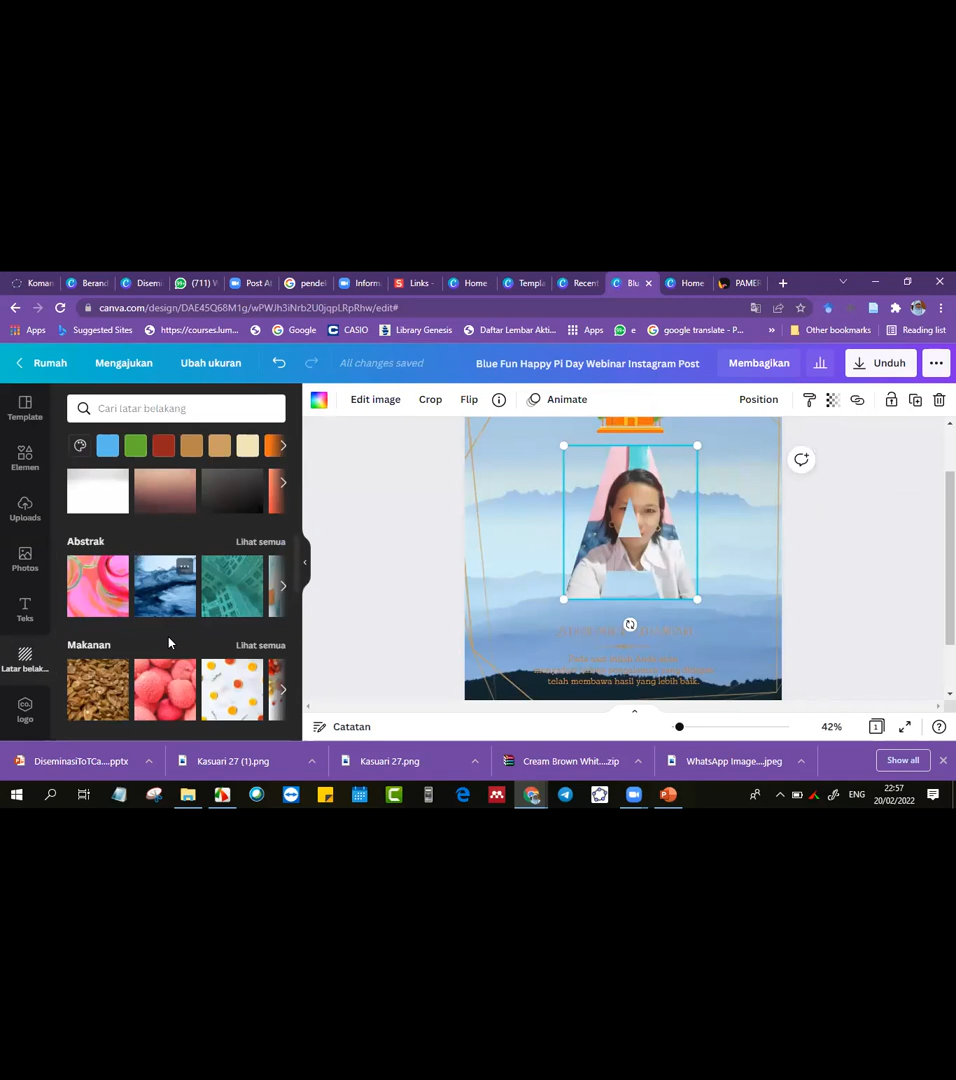 Koman
Berand
Disemi
(711) W
Post At
pendel
Inform
Links -
Home
Templa
Recent
Blu
Home
PAMER
canva.com/design/DAE45Q68M1g/wPWJh3iNrb2U0jqpLRpRhw/edit#
Apps
Suggested Sites
https://courses.lum...
Google
CASIO
Library Genesis
Daftar Lembar Akti...
Apps
e
google translate - P...
»
Other bookmarks
Reading list
Rumah
Mengajukan
Ubah ukuran
All changes saved
Blue Fun Happy Pi Day Webinar Instagram Post
Membagikan
Unduh
Template
Elemen
Uploads
Photos
Teks
Latar belak...
CO.
logo
Cari latar belakang
Abstrak
Lihat semua
Makanan
Lihat semua
Edit image
Crop
Flip
Animate
Position
telah membawa hasil yang lebih baik.
Catatan
42%
1
DiseminasiToTCa....pptx
Kasuari 27 (1).png
Kasuari 27.png
Cream Brown Whit....zip
WhatsApp Image....jpeg
Show all
ENG
22:57
20/02/2022